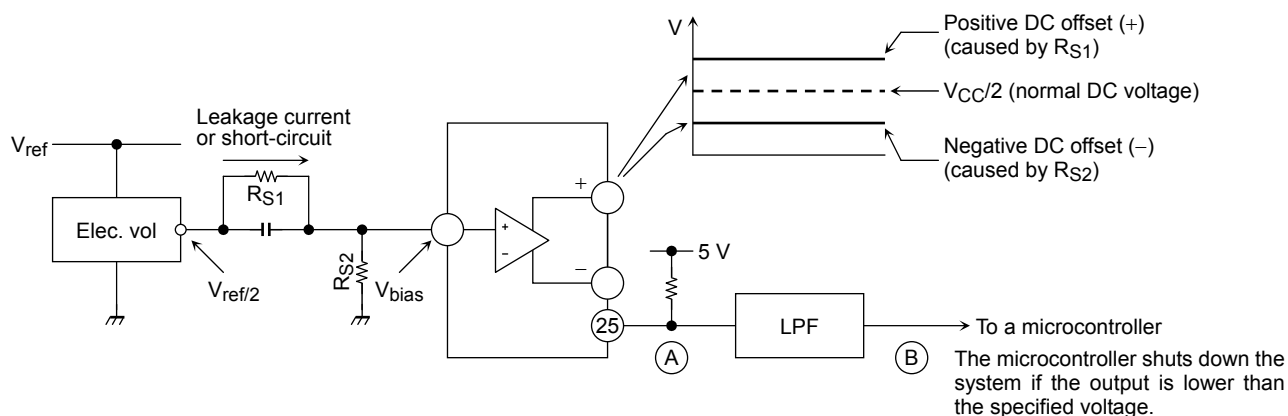 V
Positive DC offset (+)
(caused by RS1)
VCC/2 (normal DC voltage)
Negative DC offset (−)
(caused by RS2)
Leakage current
or short-circuit
Vref
RS1
Elec. vol
Vref/2
RS2
Vbias
+
−
+
−
25
5 V
A
LPF
B
To a microcontroller
The microcontroller shuts down the
system if the output is lower than
the specified voltage.